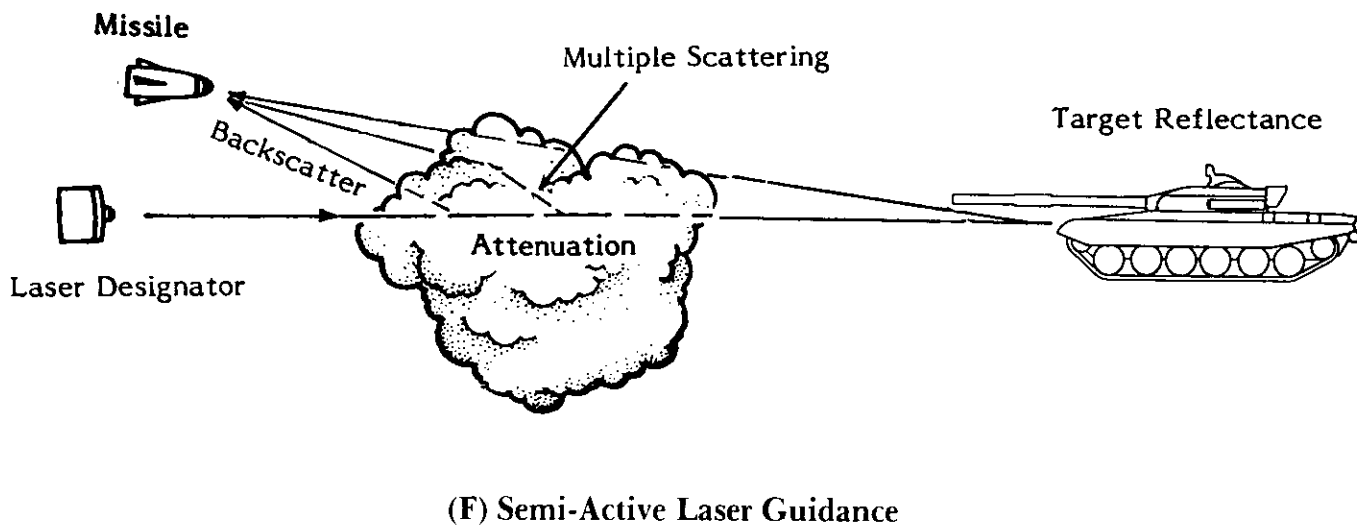 Missile
Multiple Scattering
Target Reflectance
Backscatter
Attenuation
Laser Designator
(F) Semi-Active Laser Guidance